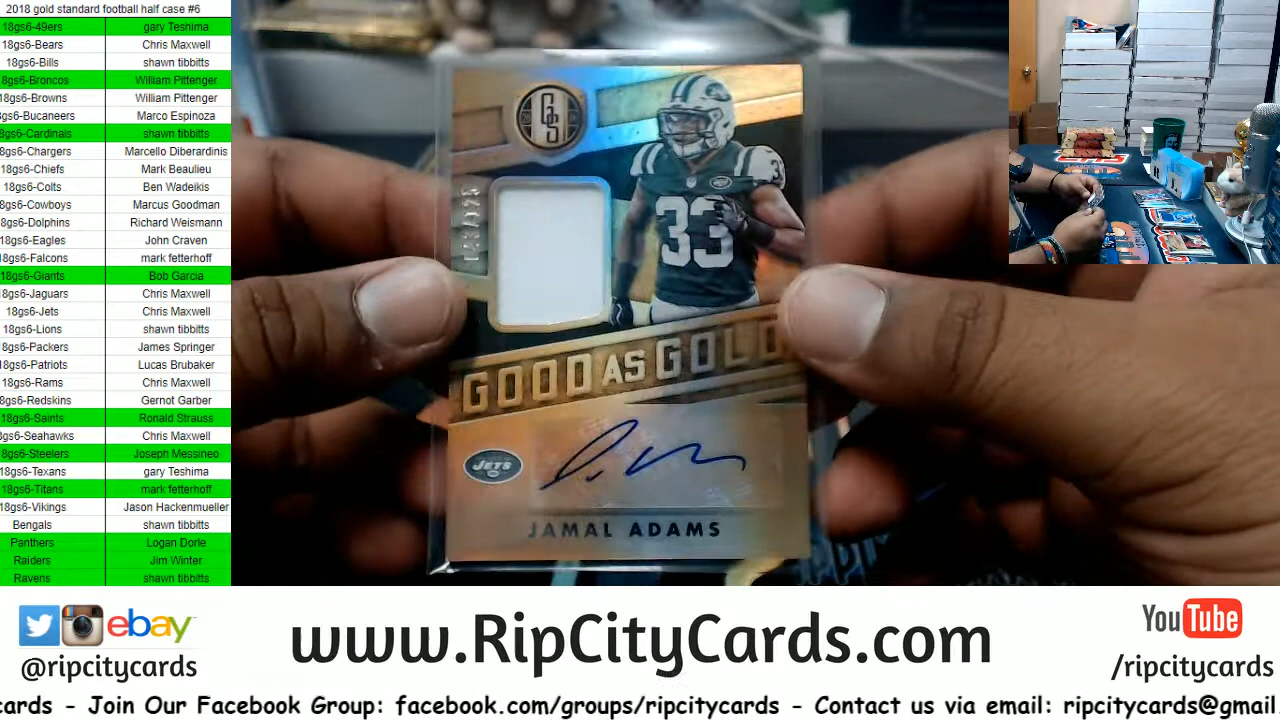 2018 gold standard football half case #6
18gs6-49ers gary Teshima
18gs6-Bears Chris Maxwell
18gs6-Bills shawn tibbitts
8gs6-Broncos William Pittenger
18gs6-Browns William Pittenger
gs6-Bucaneers Marco Espinoza
8gs6-Cardinals shawn tibbitts
8gs6-Chargers Marcello Diberardinis
18gs6-Chiefs Mark Beaulieu
18gs6-Colts Ben Wadeikis
8gs6-Cowboys Marcus Goodman
8gs6-Dolphins Richard Weismann
18gs6-Eagles John Craven
18gs6-Falcons mark fetterhoff
18gs6-Giants Bob Garcia
8gs6-Jaguars Chris Maxwell
18gs6-Jets Chris Maxwell
18gs6-Lions shawn tibbitts
8gs6-Packers James Springer
8gs6-Patriots Lucas Brubaker
18gs6-Rams Chris Maxwell
8gs6-Redskins Gernot Garber
18gs6-Saints Ronald Strauss
gs6-Seahawks Chris Maxwell
8gs6-Steelers Joseph Messineo
18gs6-Texans gary Teshima
18gs6-Titans mark fetterhoff
18gs6-Vikings Jason Hackenmueller
Bengals shawn tibbitts
Panthers Logan Dorle
Raiders Jim Winter
Ravens shawn tibbitts
GS
33
GOOD AS GOLD
JETS
JAMAL ADAMS
ebay
@ripcitycards
www.RipCityCards.com
YouTube
/ripcitycards
cards - Join Our Facebook Group: facebook.com/groups/ripcitycards - Contact us via email: ripcitycards@gmail.